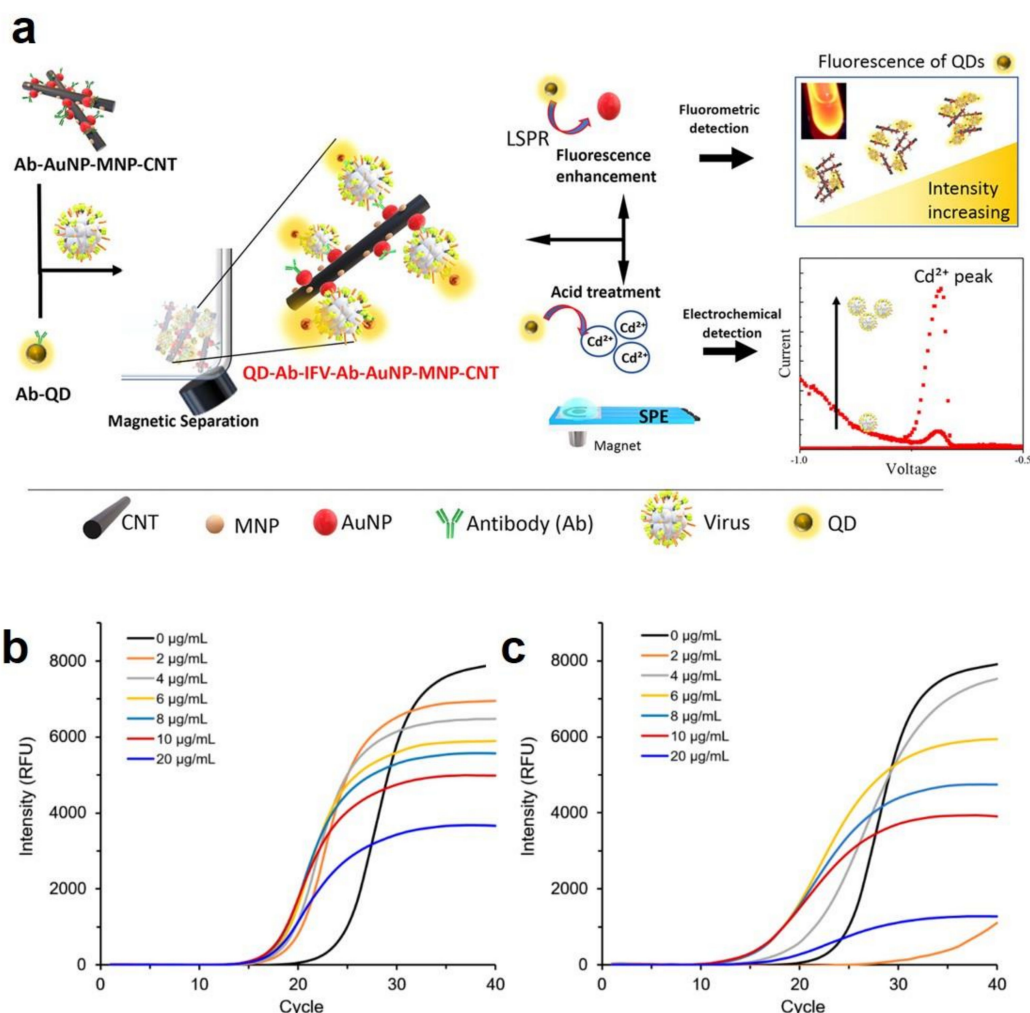 a
Ab-AuNP-MNP-CNT
Ab-QD
Magnetic Separation
QD-Ab-IFV-Ab-AuNP-MNP-CNT
LSPR
Fluorescence
enhancement
Acid treatment
Cd²⁺
Cd²⁺
Cd²⁺
SPE
Magnet
Fluorometric
detection
Electrochemical
detection
Fluorescence of QDs
Intensity
increasing
Cd²⁺ peak
Current
-1.0
-0.5
Voltage
CNT
MNP
AuNP
Antibody (Ab)
Virus
QD
b
8000
6000
4000
2000
0
Intensity (RFU)
0 µg/mL
2 µg/mL
4 µg/mL
6 µg/mL
8 µg/mL
10 µg/mL
20 µg/mL
0
10
20
30
40
Cycle
c
8000
6000
4000
2000
0
Intensity (RFU)
0 µg/mL
2 µg/mL
4 µg/mL
6 µg/mL
8 µg/mL
10 µg/mL
20 µg/mL
0
10
20
30
40
Cycle